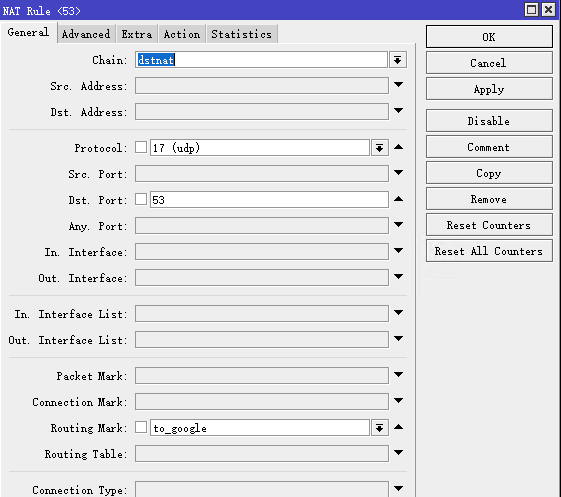 NAT Rule <53>
General Advanced Extra Action Statistics
Chain: dstnat
Src. Address:
Dst. Address:
Protocol: 17 (udp)
Src. Port:
Dst. Port: 53
Any. Port:
In. Interface:
Out. Interface:
In. Interface List:
Out. Interface List:
Packet Mark:
Connection Mark:
Routing Mark: to_google
Routing Table:
Connection Type:
OK
Cancel
Apply
Disable
Comment
Copy
Remove
Reset Counters
Reset All Counters